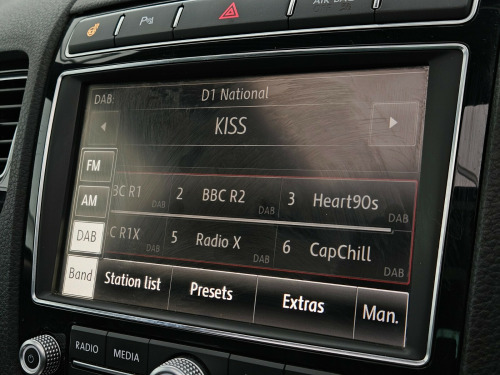 P
AIR BAG
DAB:
D1 National
KISS
FM
AM
DAB
Band
BC R1 DAB
2 BBC R2 DAB
3 Heart90s DAB
C R1X DAB
5 Radio X DAB
6 CapChill DAB
Station list
Presets
Extras
Man.
RADIO
MEDIA